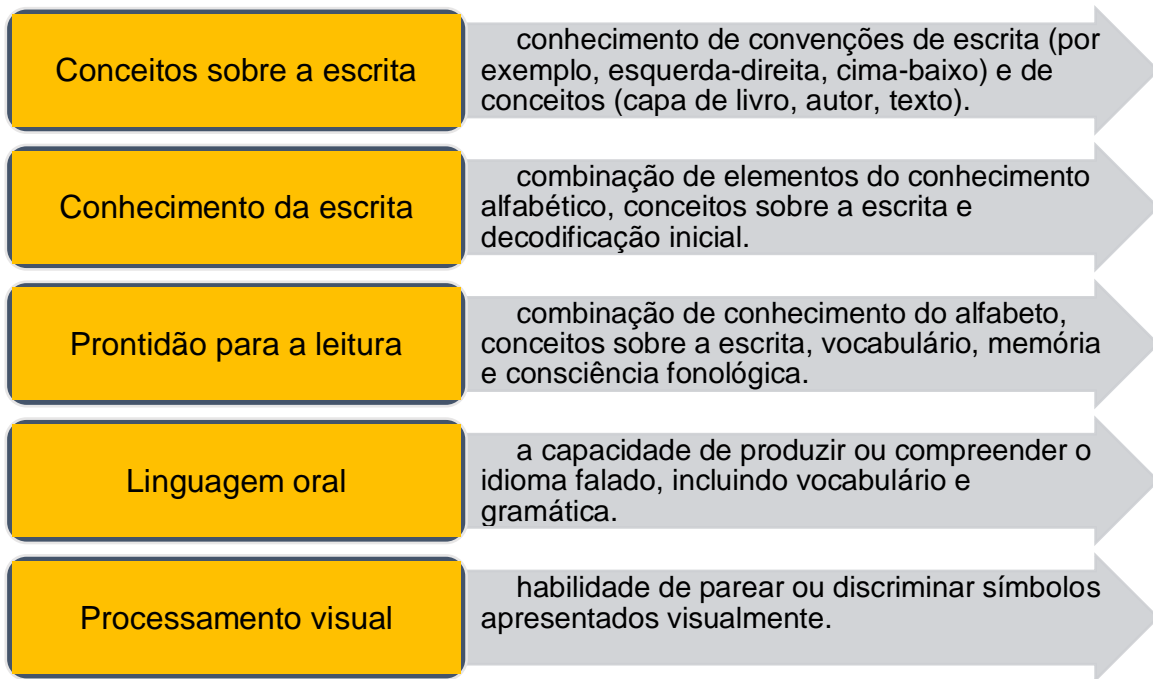 Conceitos sobre a escrita
conhecimento de convenções de escrita (por
exemplo, esquerda-direita, cima-baixo) e de
conceitos (capa de livro, autor, texto).
Conhecimento da escrita
combinação de elementos do conhecimento
alfabético, conceitos sobre a escrita e
decodificação inicial.
Prontidão para a leitura
combinação de conhecimento do alfabeto,
conceitos sobre a escrita, vocabulário, memória
e consciência fonológica.
Linguagem oral
a capacidade de produzir ou compreender o
idioma falado, incluindo vocabulário e
gramática.
Processamento visual
habilidade de parear ou discriminar símbolos
apresentados visualmente.